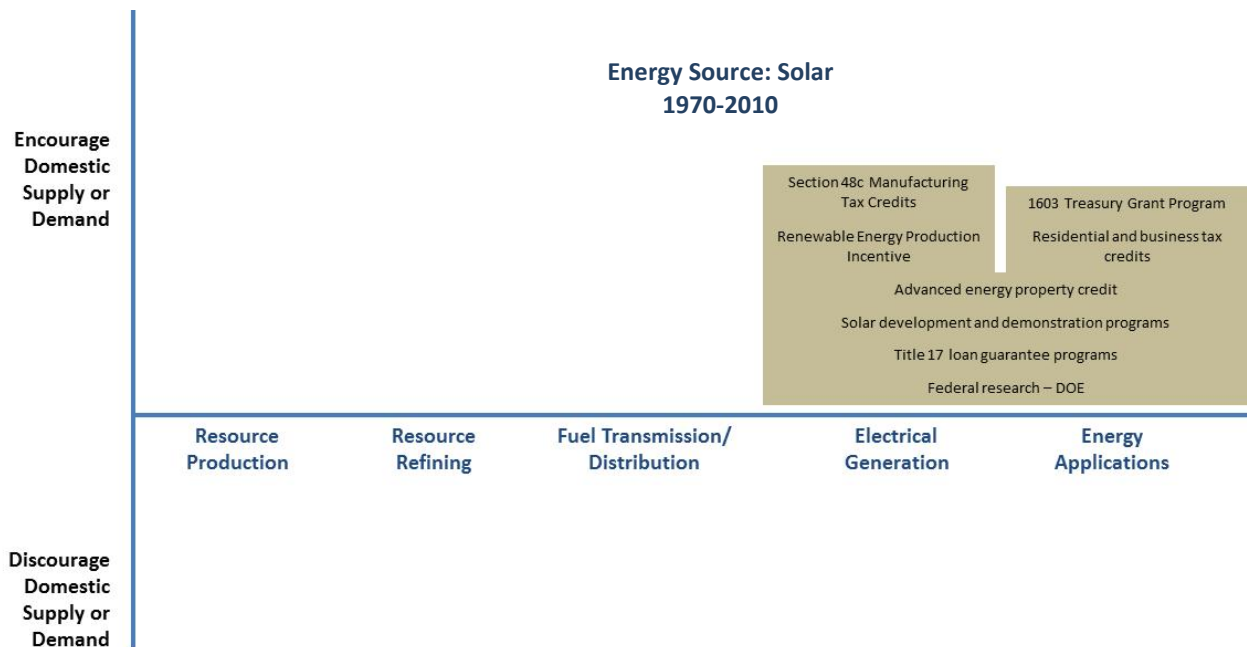 Energy Source: Solar
1970-2010
Encourage
Domestic
Supply or
Demand
Section 48c Manufacturing
Tax Credits
Renewable Energy Production
Incentive
1603 Treasury Grant Program
Residential and business tax
credits
Advanced energy property credit
Solar development and demonstration programs
Title 17 loan guarantee programs
Federal research – DOE
Resource
Production
Resource
Refining
Fuel Transmission/
Distribution
Electrical
Generation
Energy
Applications
Discourage
Domestic
Supply or
Demand